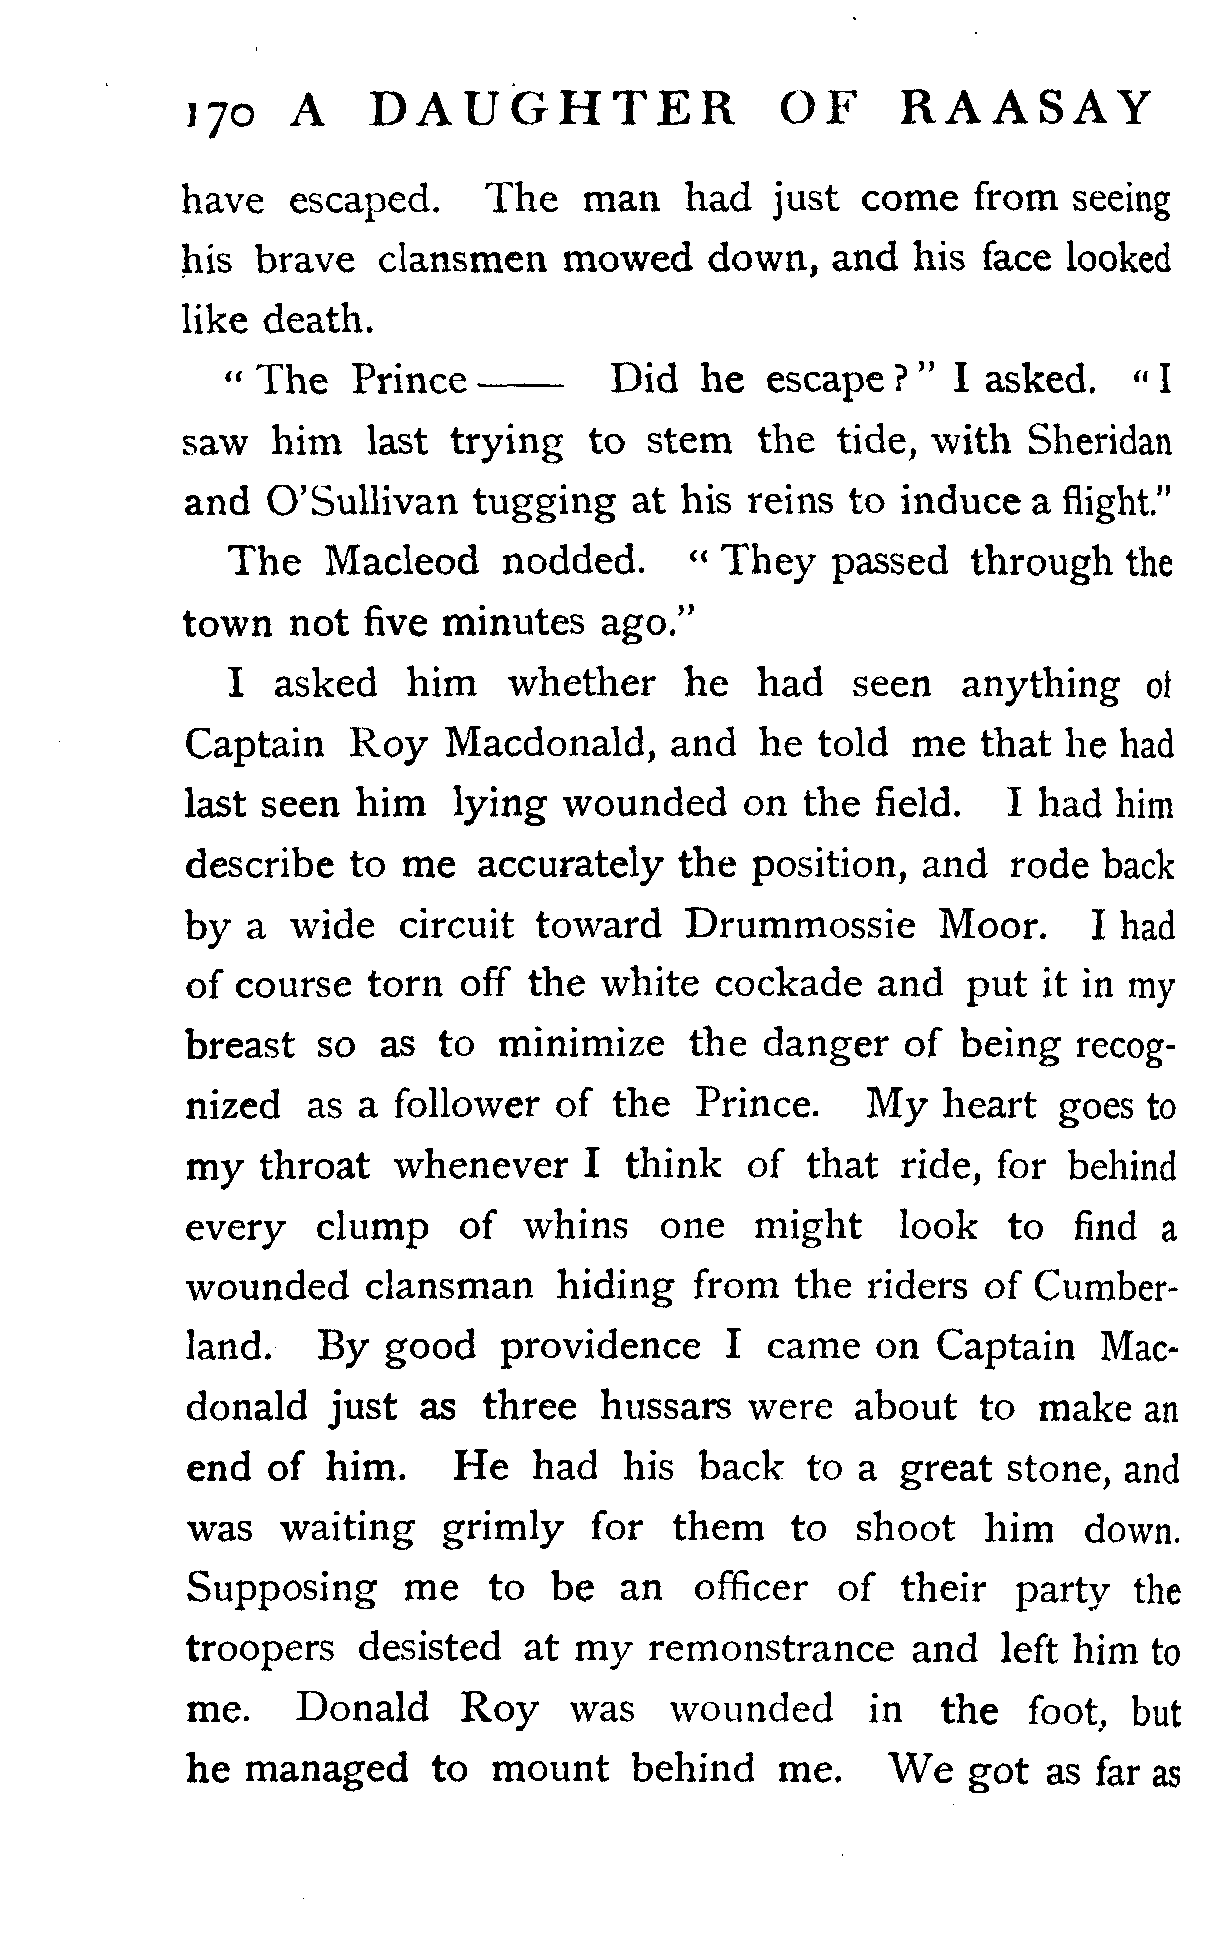 170 A DAUGHTER OF RAASAY
have escaped. The man had just come from seeing
his brave clansmen mowed down, and his face looked
like death.
“ The Prince —— Did he escape ? ” I asked. “ I
saw him last trying to stem the tide, with Sheridan
and O’Sullivan tugging at his reins to induce a flight.”
The Macleod nodded. “ They passed through the
town not five minutes ago.”
I asked him whether he had seen anything of
Captain Roy Macdonald, and he told me that he had
last seen him lying wounded on the field. I had him
describe to me accurately the position, and rode back
by a wide circuit toward Drummossie Moor. I had
of course torn off the white cockade and put it in my
breast so as to minimize the danger of being recog-
nized as a follower of the Prince. My heart goes to
my throat whenever I think of that ride, for behind
every clump of whins one might look to find a
wounded clansman hiding from the riders of Cumber-
land. By good providence I came on Captain Mac-
donald just as three hussars were about to make an
end of him. He had his back to a great stone, and
was waiting grimly for them to shoot him down.
Supposing me to be an officer of their party the
troopers desisted at my remonstrance and left him to
me. Donald Roy was wounded in the foot, but
he managed to mount behind me. We got as far as